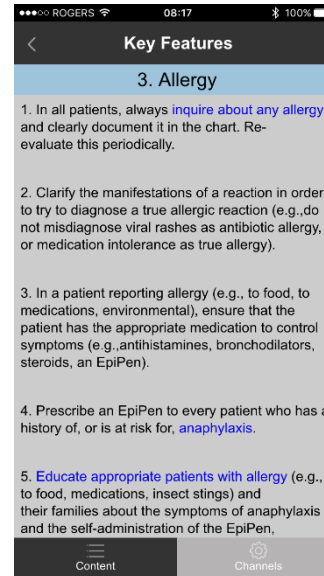 ROGERS 08:17 100%
Key Features
3. Allergy
1. In all patients, always inquire about any allergy
and clearly document it in the chart. Re-
evaluate this periodically.
2. Clarify the manifestations of a reaction in order
to try to diagnose a true allergic reaction (e.g.,do
not misdiagnose viral rashes as antibiotic allergy,
or medication intolerance as true allergy).
3. In a patient reporting allergy (e.g., to food, to
medications, environmental), ensure that the
patient has the appropriate medication to control
symptoms (e.g.,antihistamines, bronchodilators,
steroids, an EpiPen).
4. Prescribe an EpiPen to every patient who has a
history of, or is at risk for, anaphylaxis.
5. Educate appropriate patients with allergy (e.g.,
to food, medications, insect stings) and
their families about the symptoms of anaphylaxis
and the self-administration of the EpiPen,
Content Channels